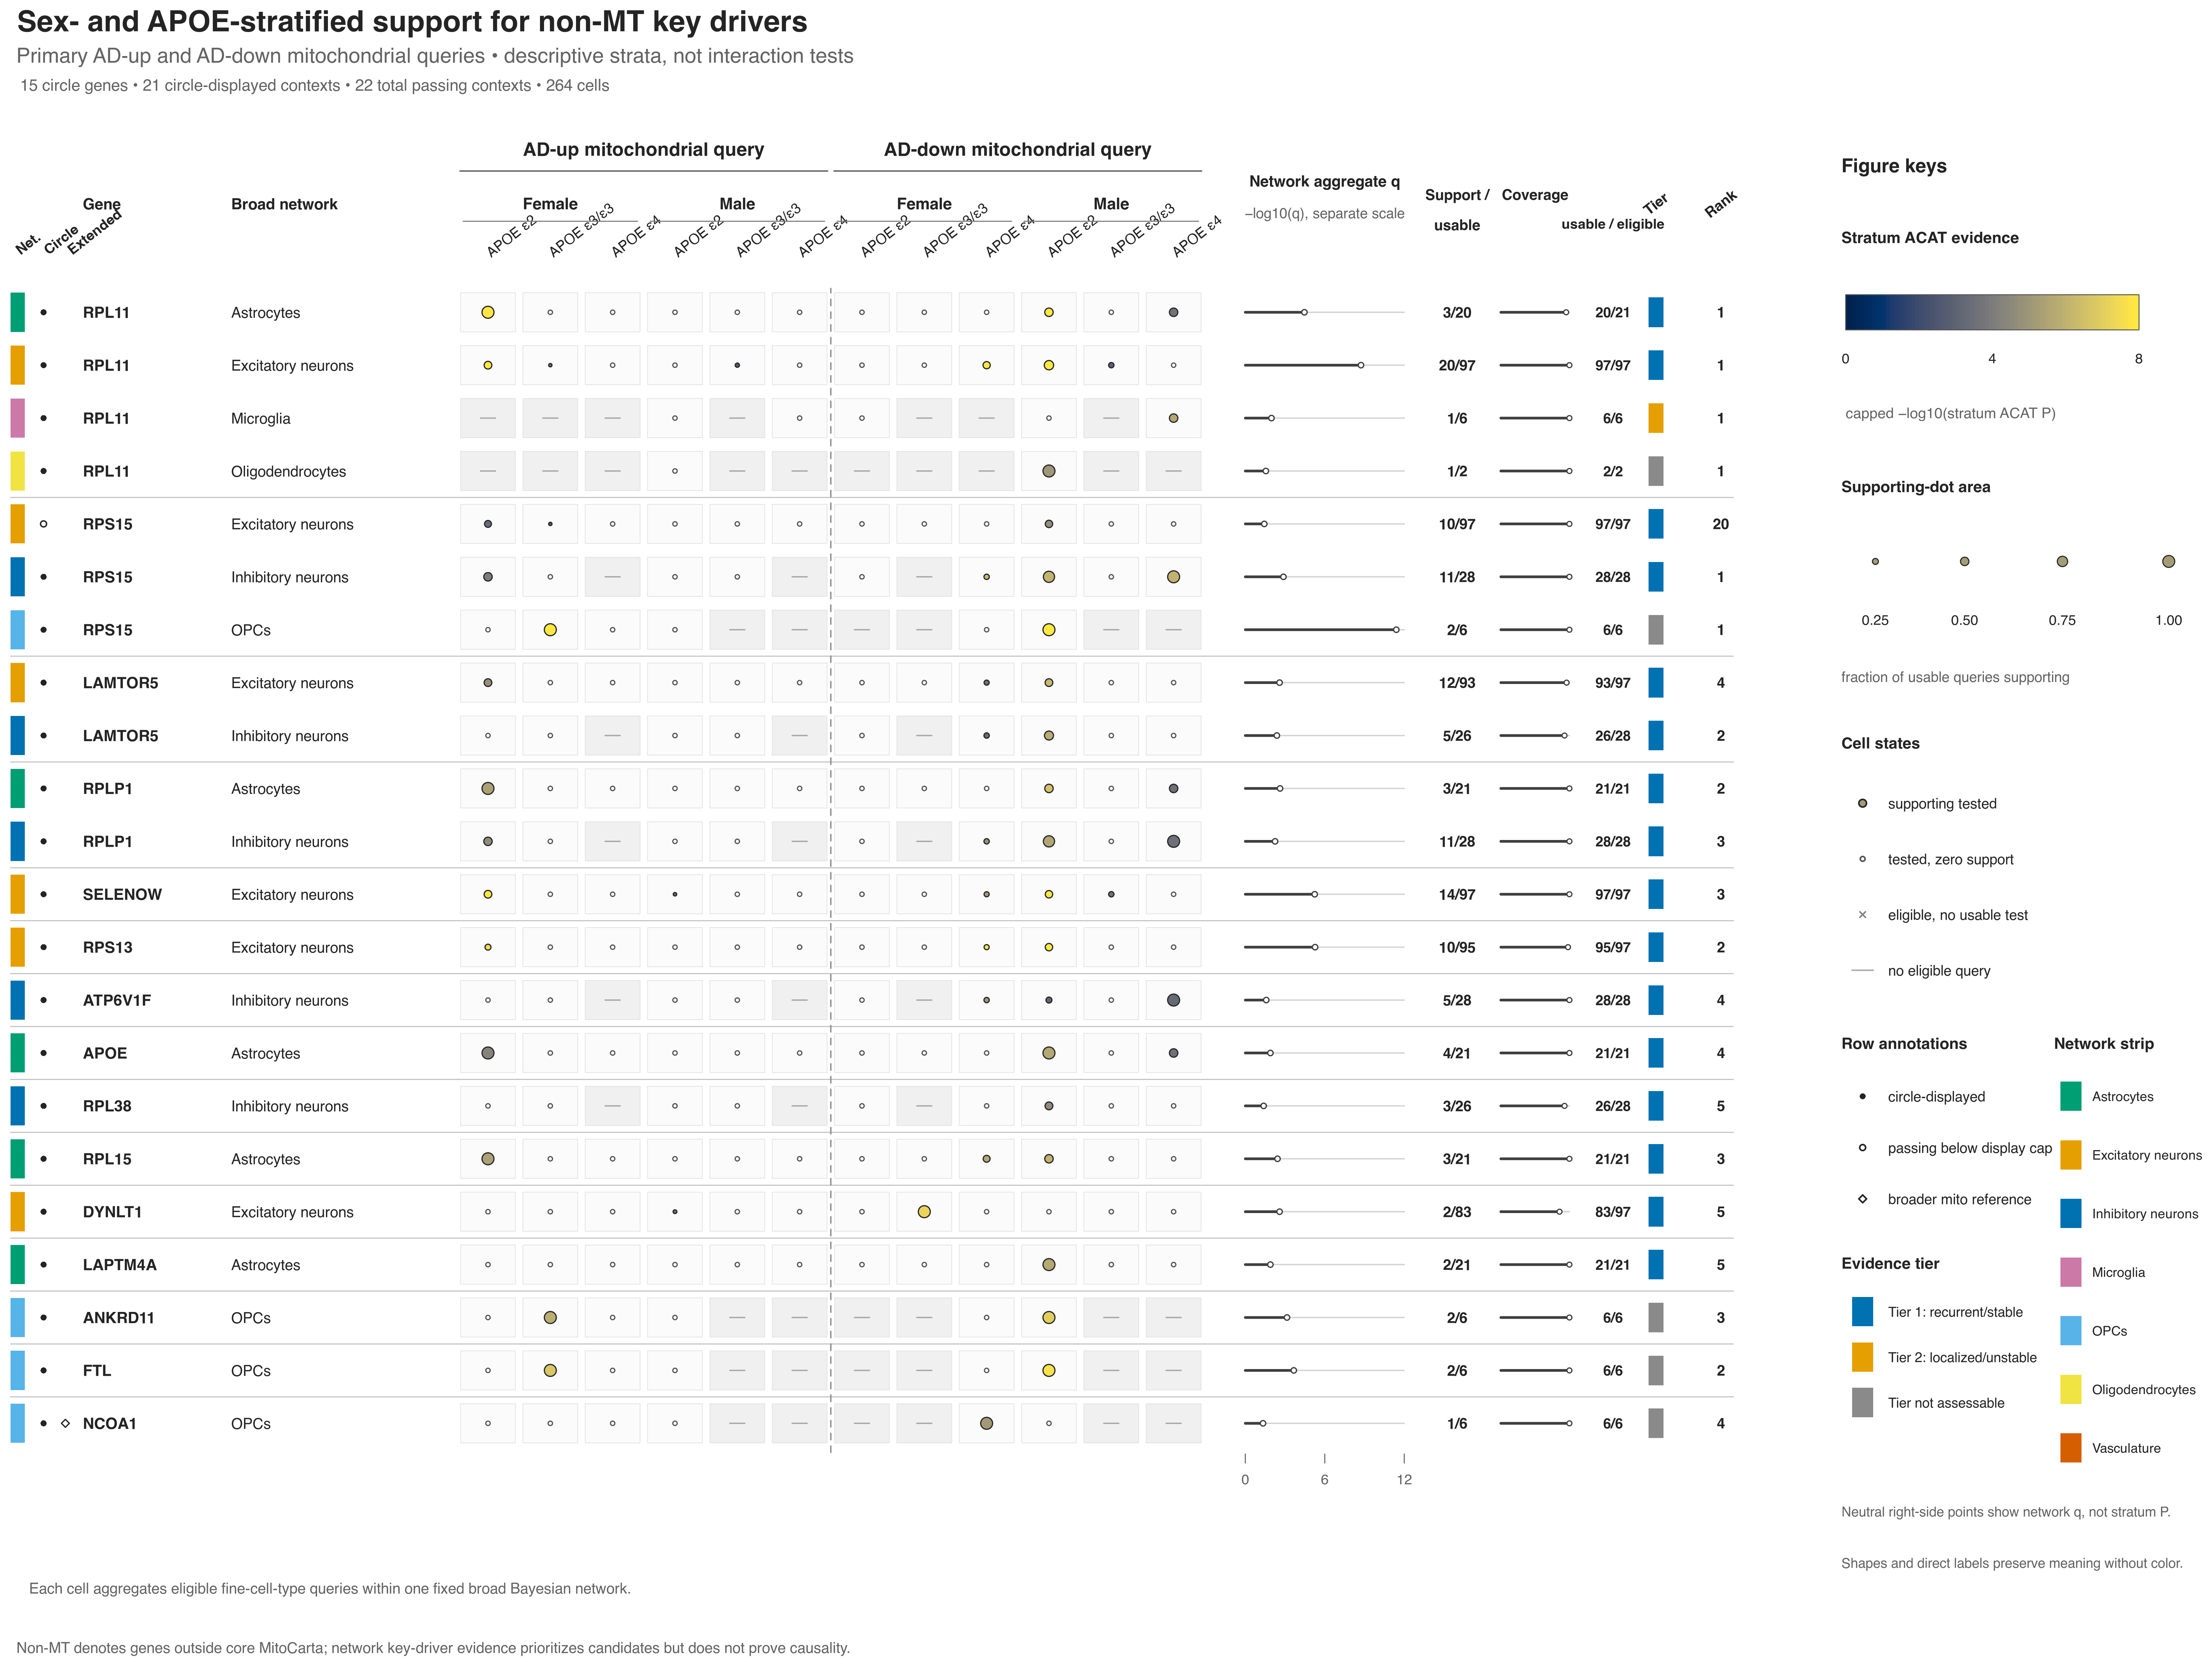 Sex- and APOE-stratified support for non-MT key drivers
Primary AD-up and AD-down mitochondrial queries • descriptive strata, not interaction tests
15 circle genes • 21 circle-displayed contexts • 22 total passing contexts • 264 cells
AD-up mitochondrial query
AD-down mitochondrial query
Female
Male
Female
Male
Net.
Circle
Extended
Gene
Broad network
APOE ε2
APOE ε3/ε3
APOE ε4
APOE ε2
APOE ε3/ε3
APOE ε4
APOE ε2
APOE ε3/ε3
APOE ε4
APOE ε2
APOE ε3/ε3
APOE ε4
Network aggregate q
−log10(q), separate scale
Support /
usable
Coverage
usable / eligible
Tier
Rank
RPL11 Astrocytes 3/20 20/21 1
RPL11 Excitatory neurons 20/97 97/97 1
RPL11 Microglia 1/6 6/6 1
RPL11 Oligodendrocytes 1/2 2/2 1
RPS15 Excitatory neurons 10/97 97/97 20
RPS15 Inhibitory neurons 11/28 28/28 1
RPS15 OPCs 2/6 6/6 1
LAMTOR5 Excitatory neurons 12/93 93/97 4
LAMTOR5 Inhibitory neurons 5/26 26/28 2
RPLP1 Astrocytes 3/21 21/21 2
RPLP1 Inhibitory neurons 11/28 28/28 3
SELENOW Excitatory neurons 14/97 97/97 3
RPS13 Excitatory neurons 10/95 95/97 2
ATP6V1F Inhibitory neurons 5/28 28/28 4
APOE Astrocytes 4/21 21/21 4
RPL38 Inhibitory neurons 3/26 26/28 5
RPL15 Astrocytes 3/21 21/21 3
DYNLT1 Excitatory neurons 2/83 83/97 5
LAPTM4A Astrocytes 2/21 21/21 5
ANKRD11 OPCs 2/6 6/6 3
FTL OPCs 2/6 6/6 2
NCOA1 OPCs 1/6 6/6 4
0 6 12
Figure keys
Stratum ACAT evidence
0 4 8
capped −log10(stratum ACAT P)
Supporting-dot area
0.25 0.50 0.75 1.00
fraction of usable queries supporting
Cell states
supporting tested
tested, zero support
eligible, no usable test
no eligible query
Row annotations
circle-displayed
passing below display cap
broader mito reference
Evidence tier
Tier 1: recurrent/stable
Tier 2: localized/unstable
Tier not assessable
Network strip
Astrocytes
Excitatory neurons
Inhibitory neurons
Microglia
OPCs
Oligodendrocytes
Vasculature
Neutral right-side points show network q, not stratum P.
Shapes and direct labels preserve meaning without color.
Each cell aggregates eligible fine-cell-type queries within one fixed broad Bayesian network.
Non-MT denotes genes outside core MitoCarta; network key-driver evidence prioritizes candidates but does not prove causality.